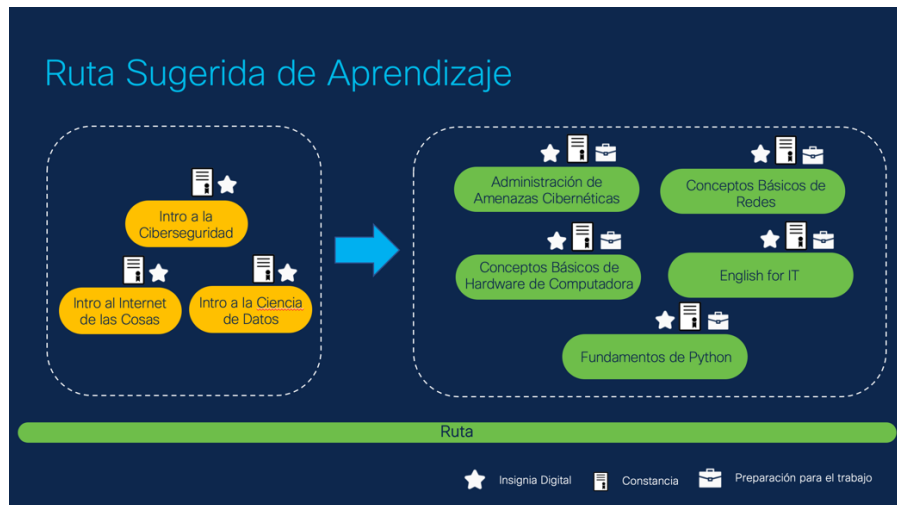 Ruta Sugerida de Aprendizaje
Intro a la
Ciberseguridad
Intro al Internet
de las Cosas
Intro a la Ciencia
de Datos
Administración de
Amenazas Cibernéticas
Conceptos Básicos de
Redes
Conceptos Básicos de
Hardware de Computadora
English for IT
Fundamentos de Python
Ruta
Insignia Digital
Constancia
Preparación para el trabajo